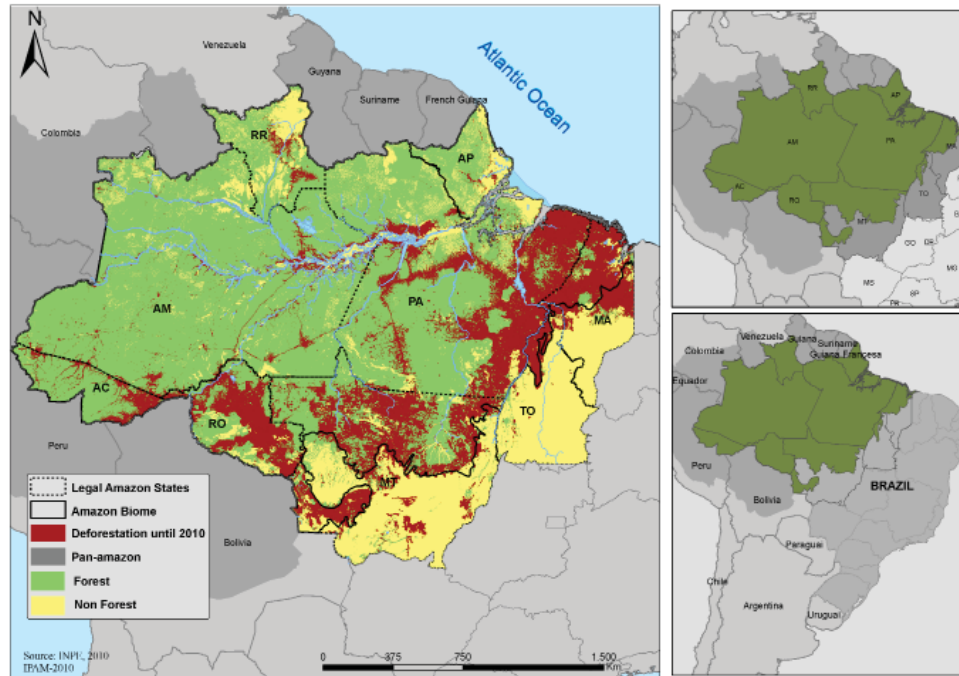 N
Venezuela
Guyana
Suriname
French Guiana
Atlantic Ocean
Colombia
RR
AP
AM
PA
MA
AC
RO
TO
MT
Peru
Bolivia
Legal Amazon States
Amazon Biome
Deforestation until 2010
Pan-amazon
Forest
Non Forest
Source: INPE, 2010
IPAM-2010
0 375 750 1.500
Km
RR
AP
AM
PA
MA
AC
TO
RO
MT
GO
MS
MG
SP
PR
Venezuela
Guiana
Suriname
Guiana Francesa
Colombia
Equador
Peru
BRAZIL
Bolivia
Paraguai
Chile
Argentina
Uruguai